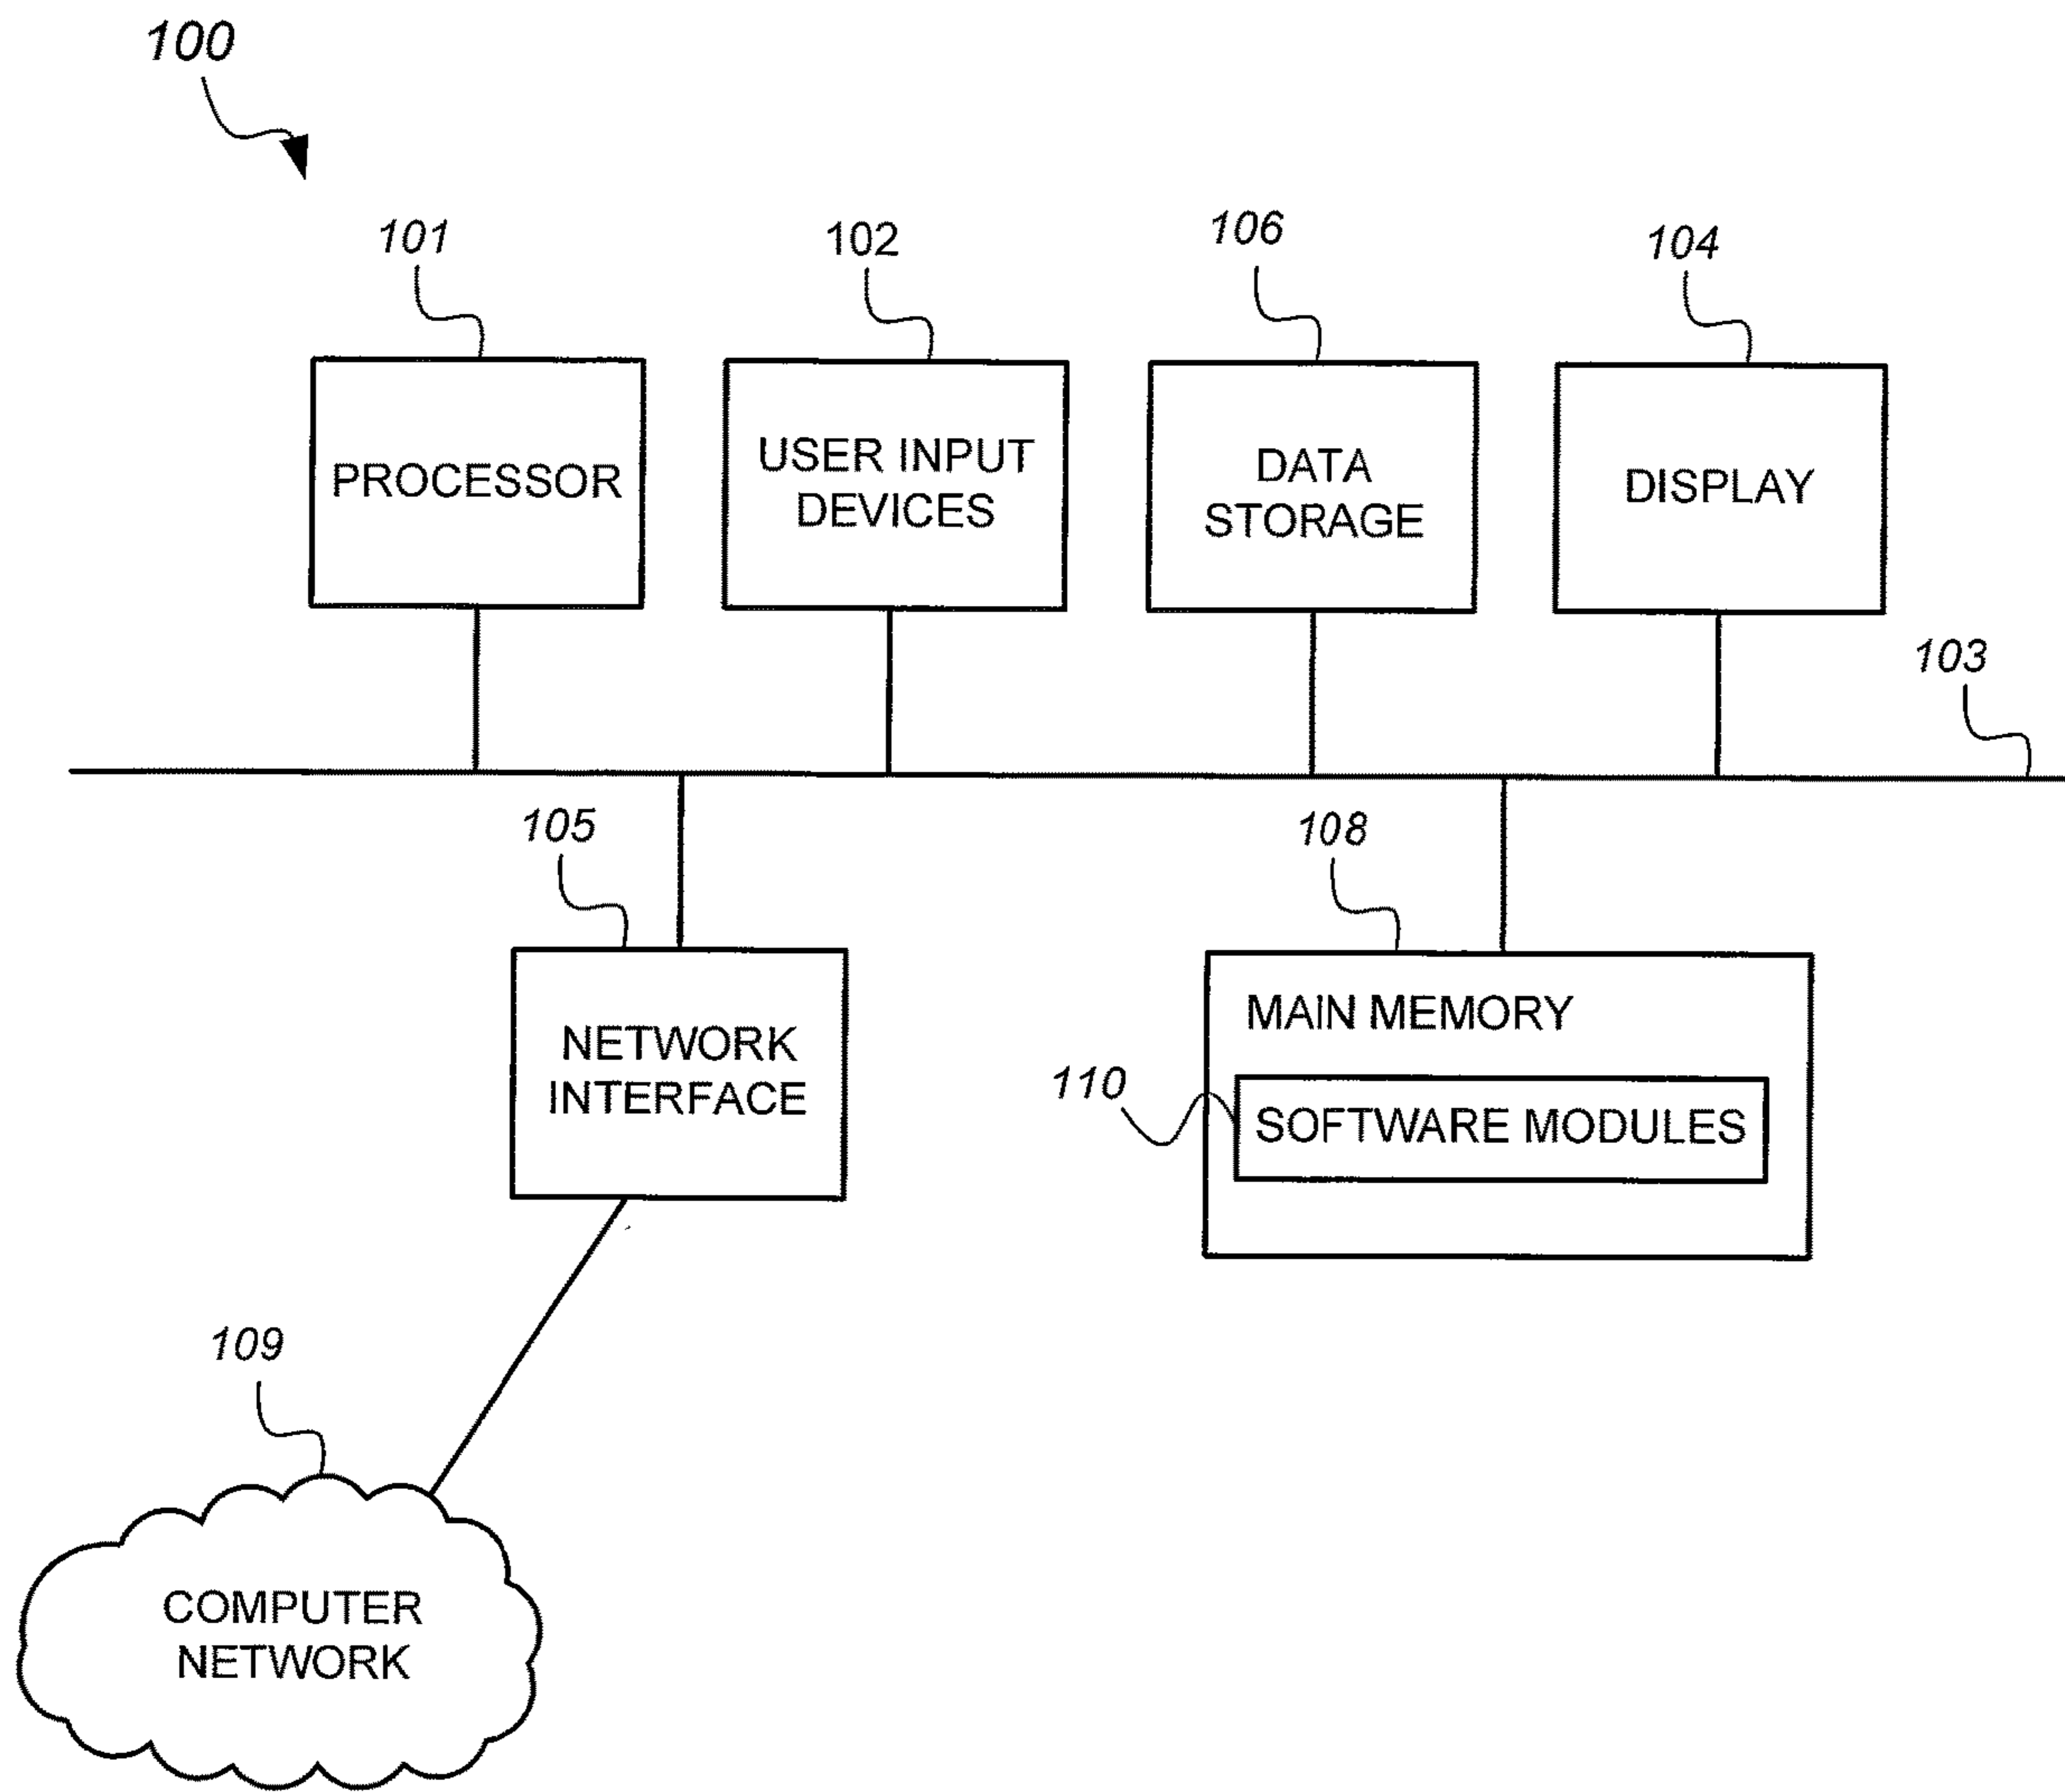 100
101
102
106
104
PROCESSOR
USER INPUT
DEVICES
DATA
STORAGE
DISPLAY
103
105
108
NETWORK
INTERFACE
MAIN MEMORY
110
SOFTWARE MODULES
109
COMPUTER
NETWORK